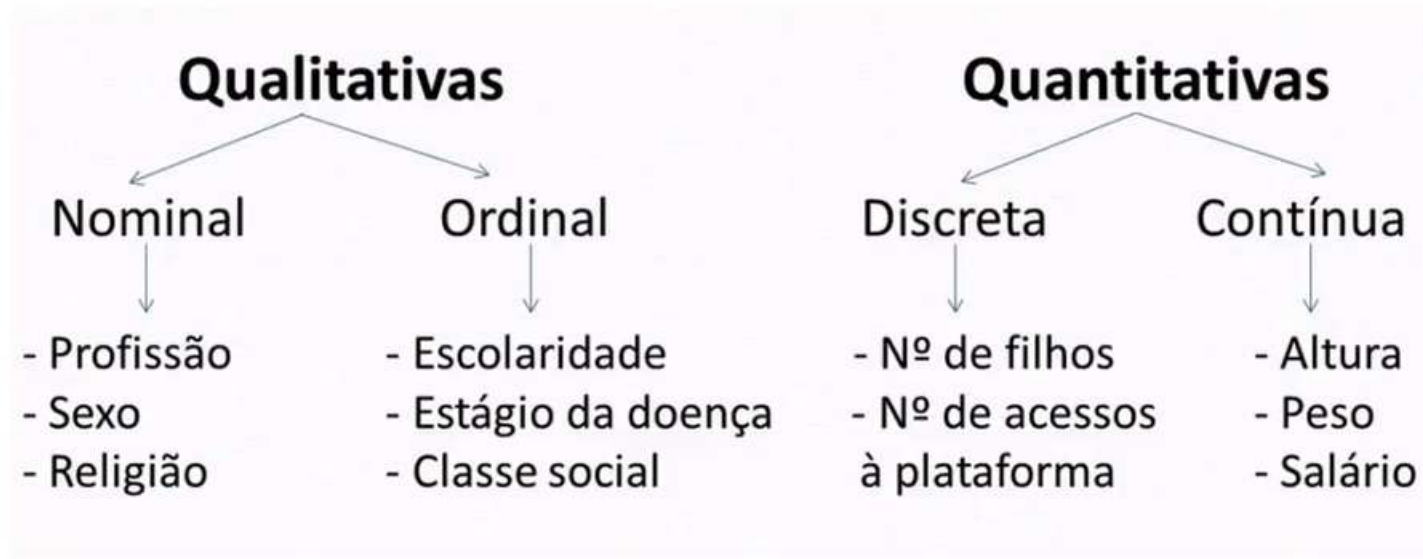 Qualitativas
Nominal
- Profissão
- Sexo
- Religião
Ordinal
- Escolaridade
- Estágio da doença
- Classe social
Quantitativas
Discreta
- Nº de filhos
- Nº de acessos
à plataforma
Contínua
- Altura
- Peso
- Salário